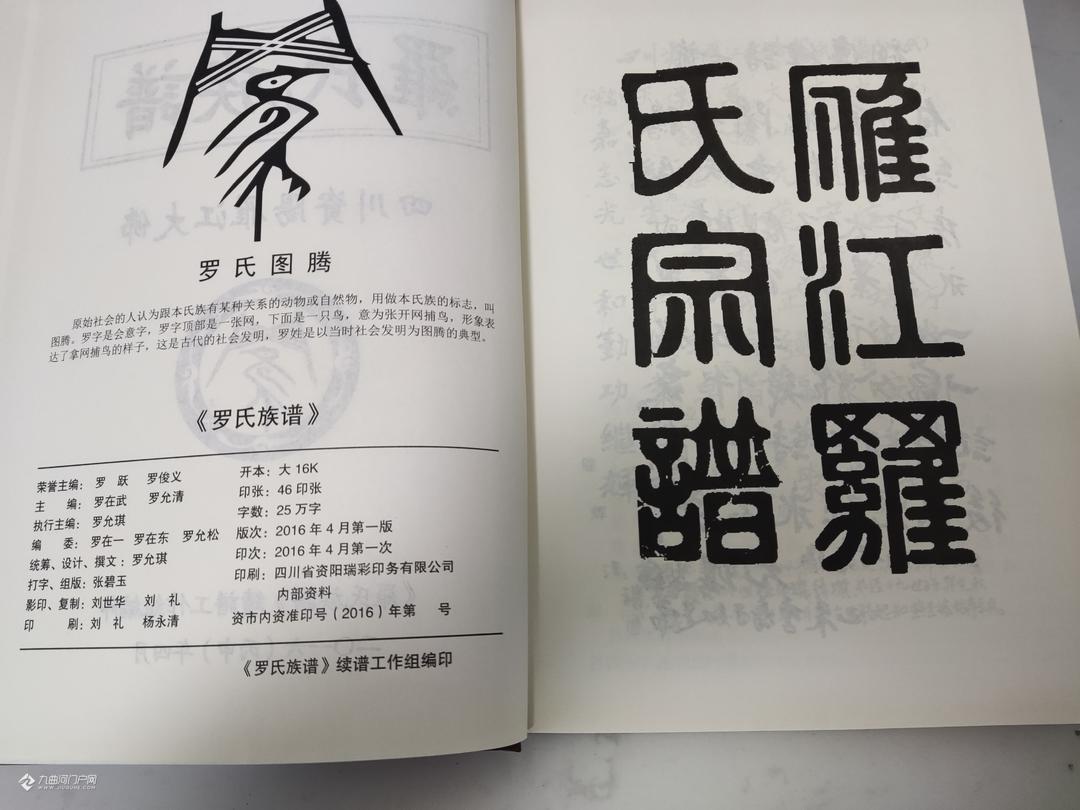 罗氏图腾
原始社会的人认为跟本氏族有某种关系的动物或自然物，用做本氏族的标志，叫
图腾。罗字是会意字，罗字顶部是一张网，下面是一只鸟，意为张开网捕鸟，形象表
达了拿网捕鸟的样子，这是古代的社会发明，罗姓是以当时社会发明为图腾的典型。
《罗氏族谱》
荣誉主编：罗 跃 罗俊义
主 编：罗在武 罗允清
执行主编：罗允琪
编 委：罗在一 罗在东 罗允松
统筹、设计、撰文：罗允琪
打字、组版：张碧玉
影印、复制：刘世华 刘 礼
印 刷：刘 礼 杨永清
开本：大 16K
印张：46 印张
字数：25 万字
版次：2016 年 4 月第一版
印次：2016 年 4 月第一次
印刷：四川省资阳瑞彩印务有限公司
内部资料
资市内资准印号（2016）年第 号
《罗氏族谱》续谱工作组编印
雁江羅
氏宗譜
九曲河门户网
WWW.JIUQUHE.COM